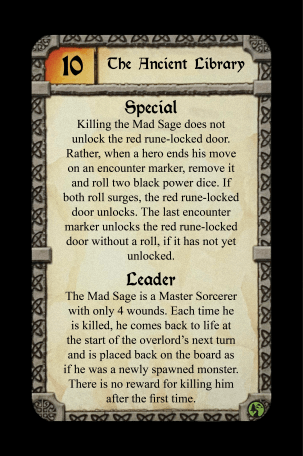 10 The Ancient Library
Special
Killing the Mad Sage does not
unlock the red rune-locked door.
Rather, when a hero ends his move
on an encounter marker, remove it
and roll two black power dice. If
both roll surges, the red rune-locked
door unlocks. The last encounter
marker unlocks the red rune-locked
door without a roll, if it has not yet
unlocked.
Leader
The Mad Sage is a Master Sorcerer
with only 4 wounds. Each time he
is killed, he comes back to life at
the start of the overlord's next turn
and is placed back on the board as
if he was a newly spawned monster.
There is no reward for killing him
after the first time.